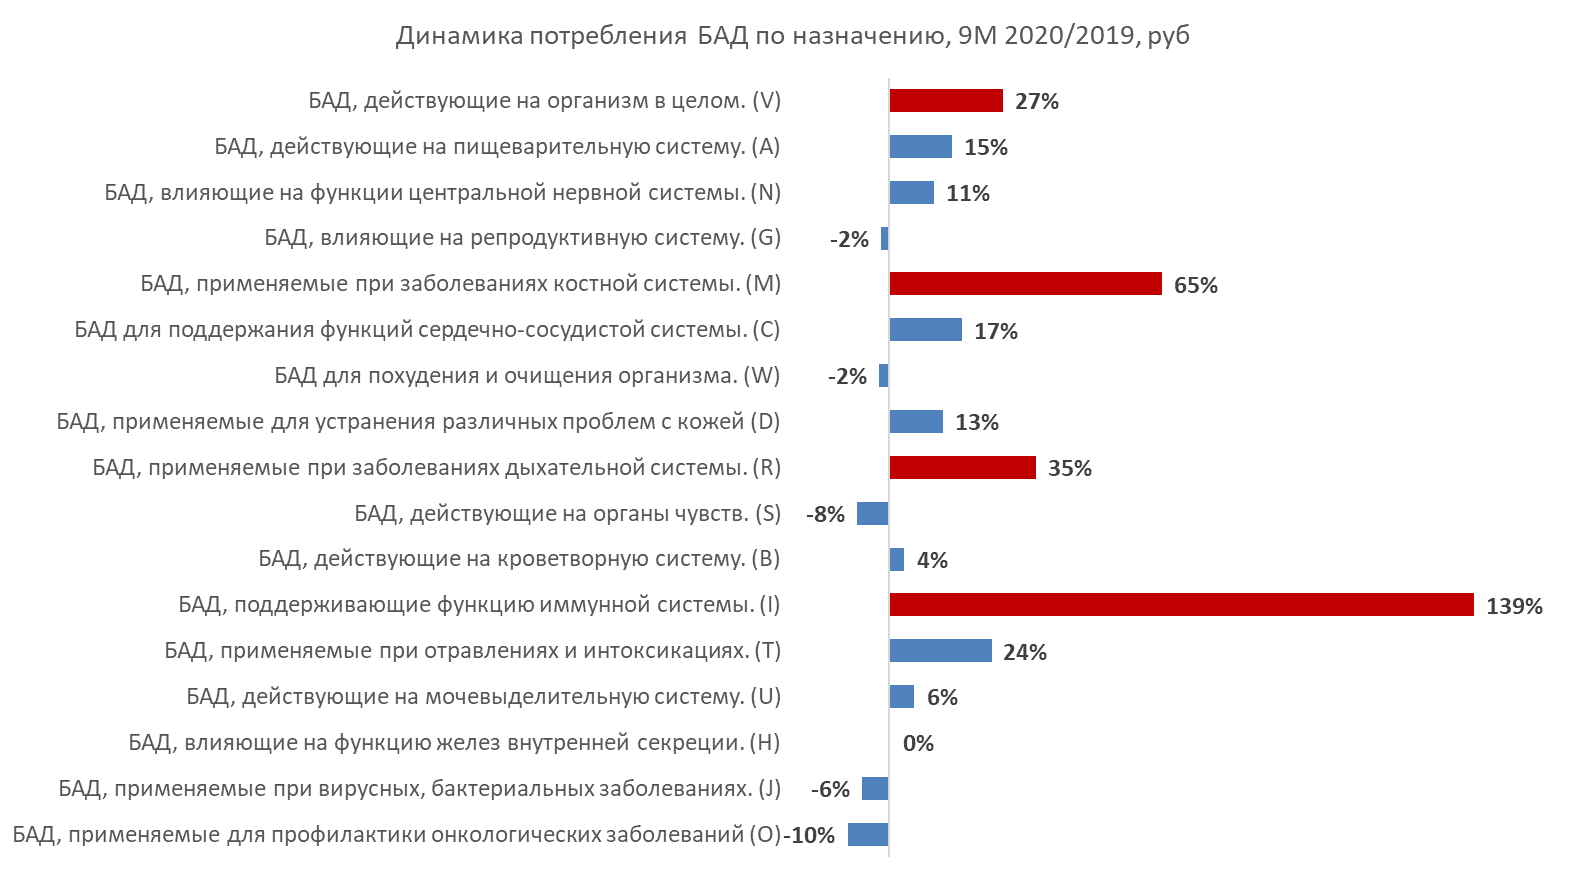 Динамика потребления БАД по назначению, 9М 2020/2019, руб
БАД, действующие на организм в целом. (V) 27%
БАД, действующие на пищеварительную систему. (A) 15%
БАД, влияющие на функции центральной нервной системы. (N) 11%
БАД, влияющие на репродуктивную систему. (G) -2%
БАД, применяемые при заболеваниях костной системы. (M) 65%
БАД для поддержания функций сердечно-сосудистой системы. (C) 17%
БАД для похудения и очищения организма. (W) -2%
БАД, применяемые для устранения различных проблем с кожей (D) 13%
БАД, применяемые при заболеваниях дыхательной системы. (R) 35%
БАД, действующие на органы чувств. (S) -8%
БАД, действующие на кроветворную систему. (B) 4%
БАД, поддерживающие функцию иммунной системы. (I) 139%
БАД, применяемые при отравлениях и интоксикациях. (T) 24%
БАД, действующие на мочевыделительную систему. (U) 6%
БАД, влияющие на функцию желез внутренней секреции. (H) 0%
БАД, применяемые при вирусных, бактериальных заболеваниях. (J) -6%
БАД, применяемые для профилактики онкологических заболеваний (O) -10%